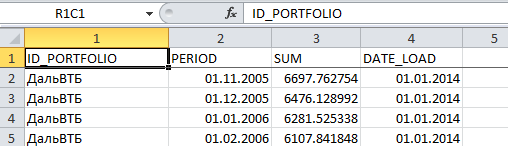 R1C1 fx ID_PORTFOLIO
1 2 3 4 5
1 ID_PORTFOLIO PERIOD SUM DATE_LOAD
2 ДальВТБ 01.11.2005 6697.762754 01.01.2014
3 ДальВТБ 01.12.2005 6476.128992 01.01.2014
4 ДальВТБ 01.01.2006 6281.525338 01.01.2014
5 ДальВТБ 01.02.2006 6107.841848 01.01.2014